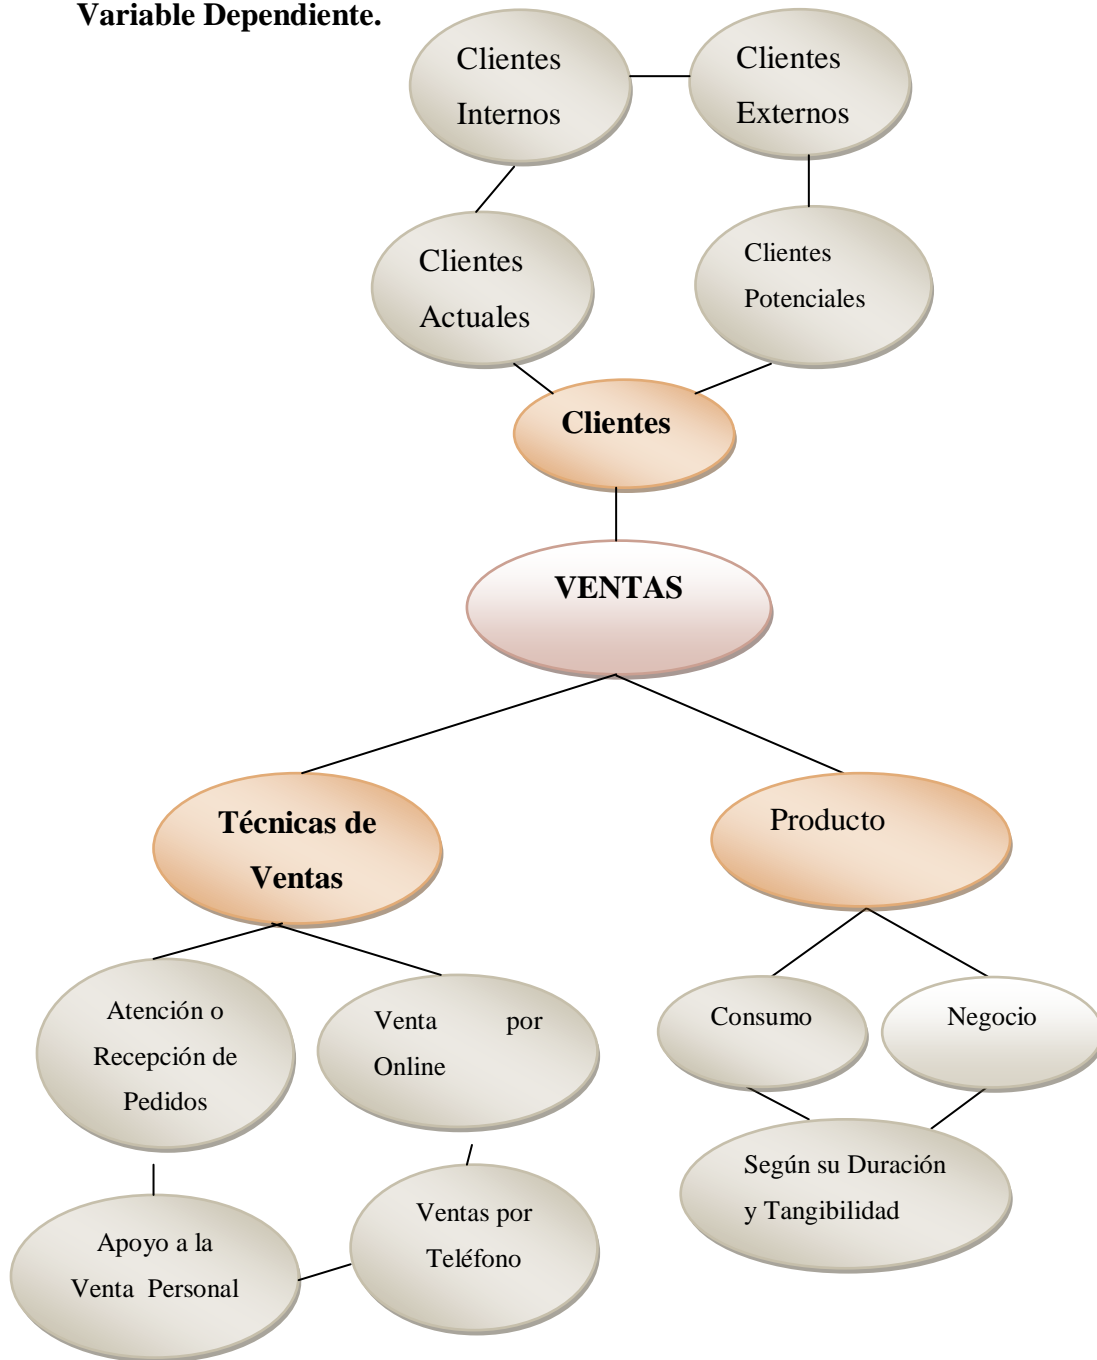 Variable Dependiente.
Clientes
Internos
Clientes
Externos
Clientes
Actuales
Clientes
Potenciales
Clientes
VENTAS
Técnicas de
Ventas
Producto
Atención o
Recepción de
Pedidos
Venta por
Online
Consumo
Negocio
Según su Duración
y Tangibilidad
Ventas por
Teléfono
Apoyo a la
Venta Personal